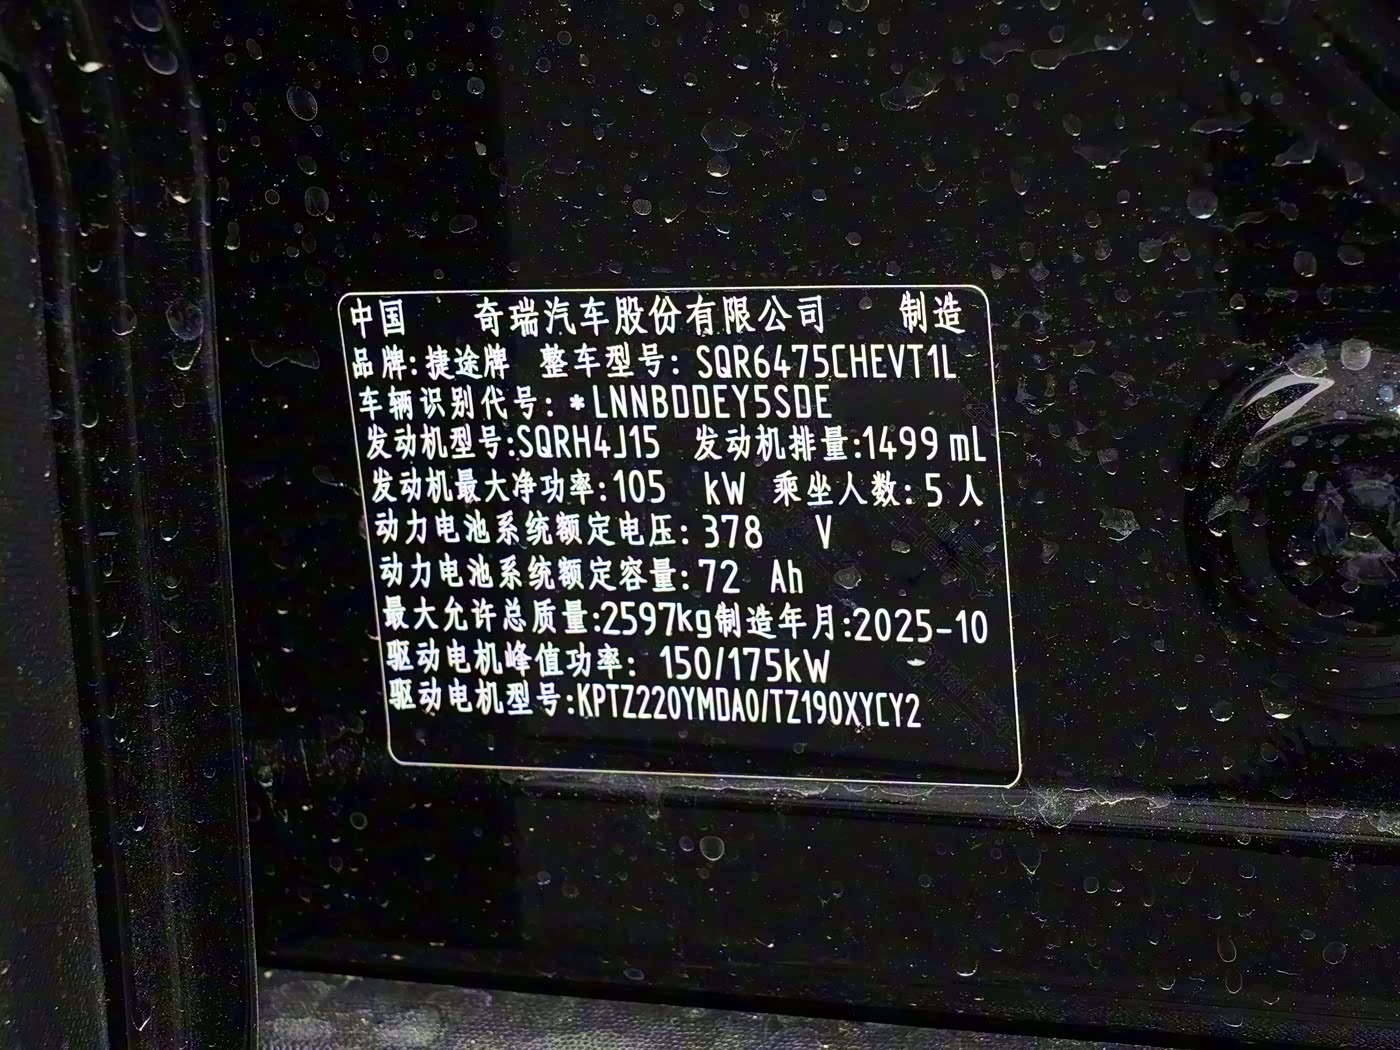 中国 奇瑞汽车股份有限公司 制造
品牌:捷途牌 整车型号: SQR6475CHEVT1L
车辆识别代号: *LNNBDDEY5SDE
发动机型号:SQRH4J15 发动机排量:1499 mL
发动机最大净功率:105 kW 乘坐人数: 5 人
动力电池系统额定电压: 378 V
动力电池系统额定容量: 72 Ah
最大允许总质量:2597kg制造年月:2025-10
驱动电机峰值功率: 150/175kW
驱动电机型号:KPTZ220YMDA0/TZ190XYCY2